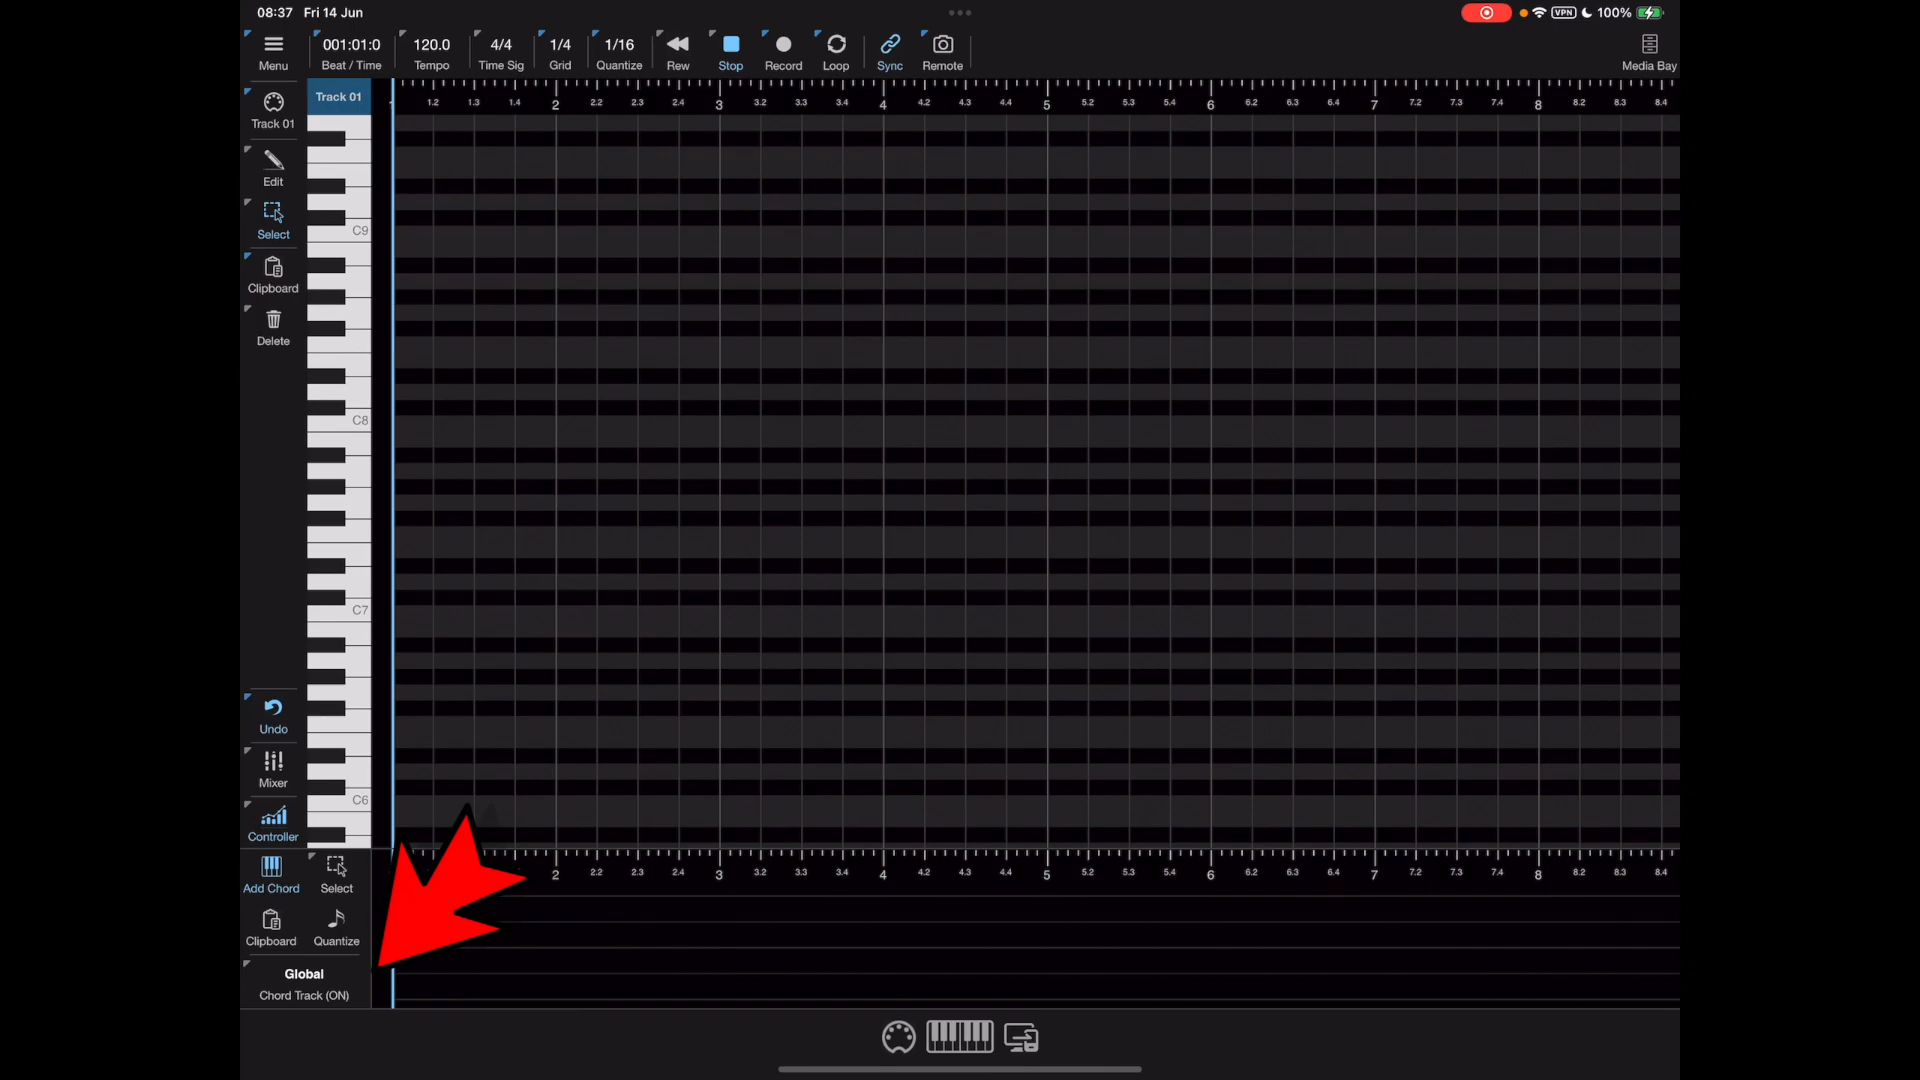 08:37 Fri 14 Jun
VPN 100%
001:01:0 120.0 4/4 1/4 1/16
Menu Beat / Time Tempo Time Sig Grid Quantize Rew Stop Record Loop Sync Remote Media Bay
Track 01
1.2 1.3 1.4 2 2.2 2.3 2.4 3 3.2 3.3 3.4 4 4.2 4.3 4.4 5 5.2 5.3 5.4 6 6.2 6.3 6.4 7 7.2 7.3 7.4 8 8.2 8.3 8.4
Track 01
Edit
Select
C9
Clipboard
Delete
C8
C7
Undo
Mixer
C6
Controller
2 2.2 2.3 2.4 3 3.2 3.3 3.4 4 4.2 4.3 4.4 5 5.2 5.3 5.4 6 6.2 6.3 6.4 7 7.2 7.3 7.4 8 8.2 8.3 8.4
Add Chord Select
Clipboard Quantize
Global
Chord Track (ON)